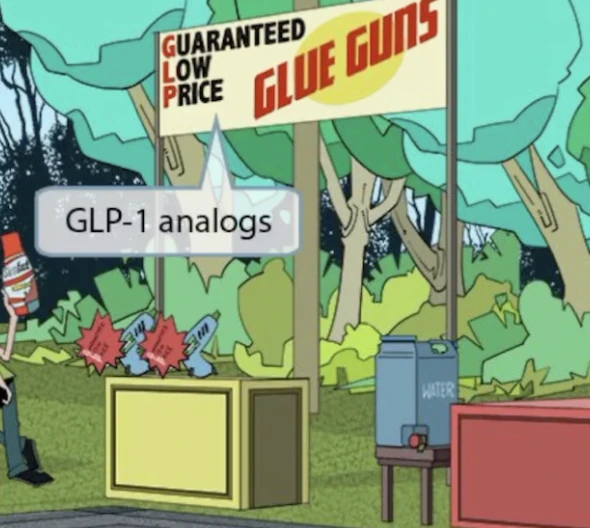 GUARANTEED
LOW
PRICE
GLUE GUNS
GLP-1 analogs
WATER